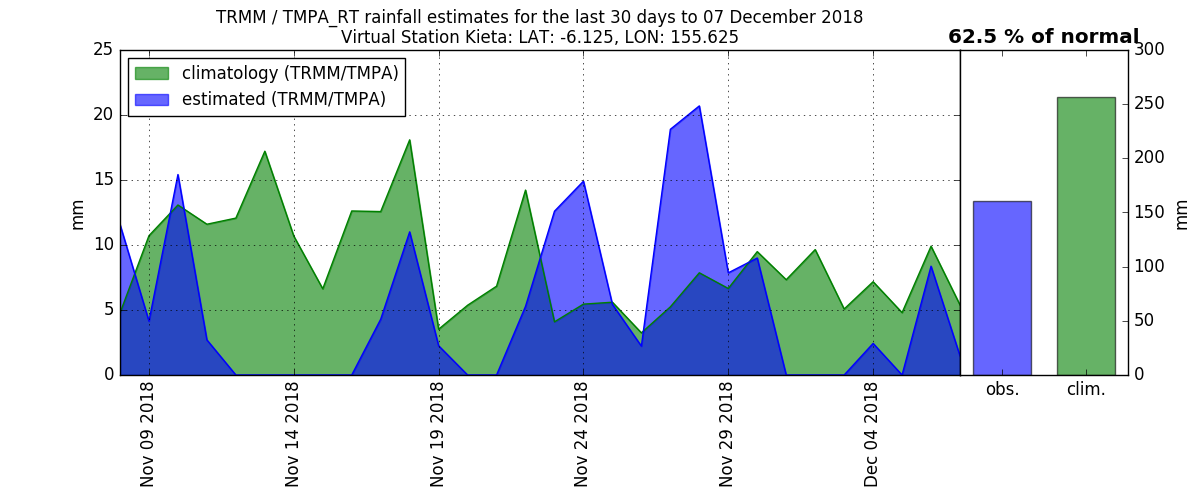 TRMM / TMPA_RT rainfall estimates for the last 30 days to 07 December 2018
Virtual Station Kieta: LAT: -6.125, LON: 155.625
62.5 % of normal
climatology (TRMM/TMPA)
estimated (TRMM/TMPA)
mm
25
20
15
10
5
0
Nov 09 2018
Nov 14 2018
Nov 19 2018
Nov 24 2018
Nov 29 2018
Dec 04 2018
obs.
clim.
300
250
200
150
100
50
0
mm